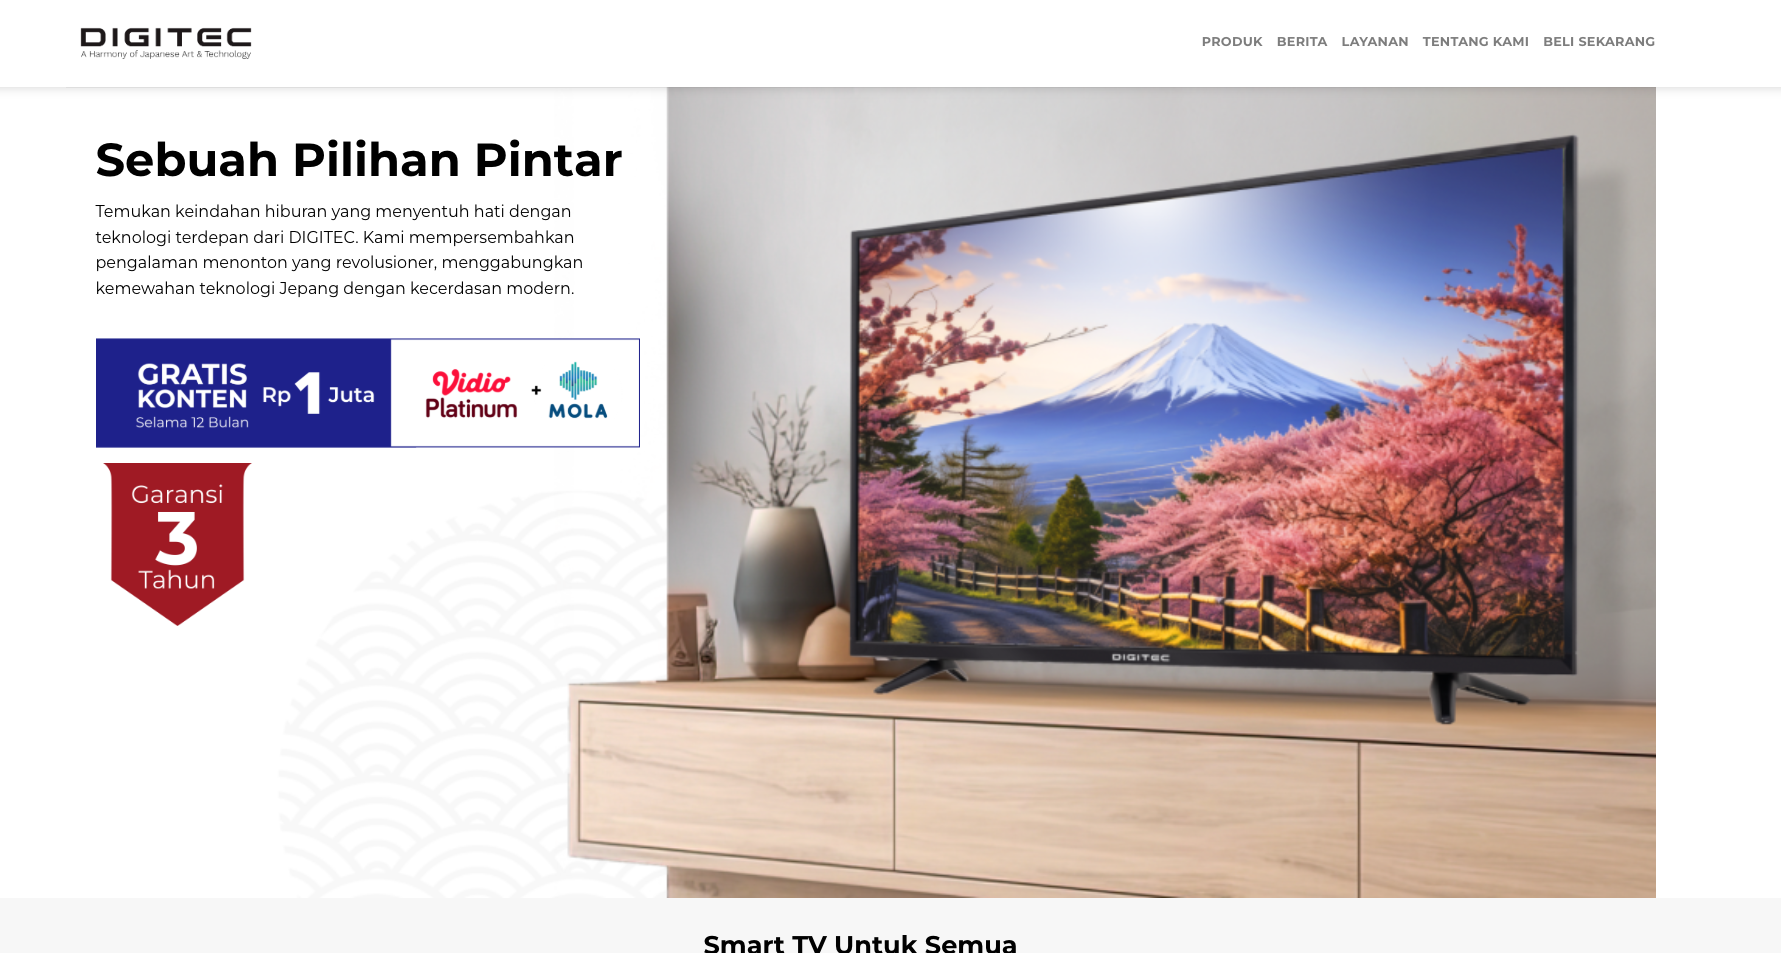 DIGITEC
A Harmony of Japanese Art & Technology
PRODUK BERITA LAYANAN TENTANG KAMI BELI SEKARANG
Sebuah Pilihan Pintar
Temukan keindahan hiburan yang menyentuh hati dengan
teknologi terdepan dari DIGITEC. Kami mempersembahkan
pengalaman menonton yang revolusioner, menggabungkan
kemewahan teknologi Jepang dengan kecerdasan modern.
GRATIS
KONTEN
Selama 12 Bulan
Rp 1 Juta
Vidio
Platinum
+
MOLA
Garansi
3
Tahun
DIGITEC
Smart TV Untuk Semua